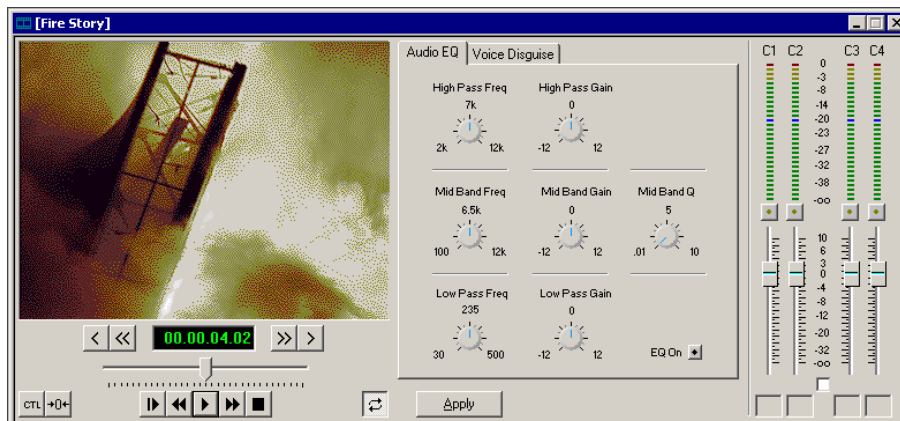 [Fire Story]
Audio EQ Voice Disguise
C1 C2 C3 C4
High Pass Freq High Pass Gain
7k 0
2k 12k -12 12
Mid Band Freq Mid Band Gain Mid Band Q
6.5k 0 5
100 12k -12 12 .01 10
Low Pass Freq Low Pass Gain
235 0
30 500 -12 12
EQ On
0
-3
-8
-14
-20
-23
-27
-32
-38
-oo
10
6
3
0
-4
-8
-12
-20
-32
-oo
< << 00.00.04.02 >> >
CTL →0←
Apply